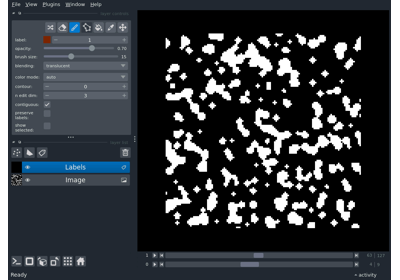 File View Plugins Window Help
label: 1
opacity: 0.70
brush size: 10
blending: translucent
color mode: auto
contour: 0
n edit dim: 3
contiguous:
preserve
labels:
show
selected:
Labels
Image
1
0
Ready
activity